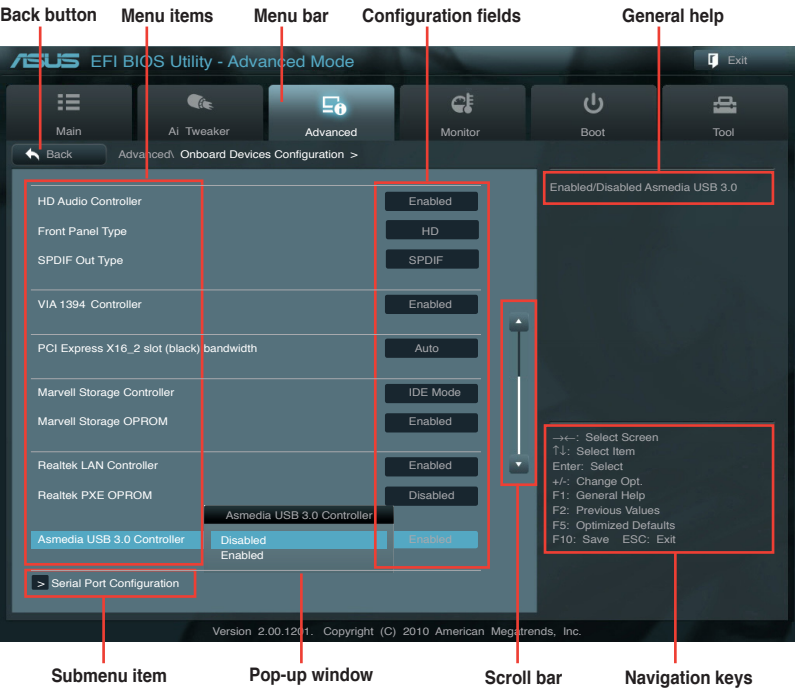 Back button Menu items Menu bar Configuration fields General help
ASUS EFI BIOS Utility - Advanced Mode Exit
Main Ai Tweaker Advanced Monitor Boot Tool
Back Advanced\ Onboard Devices Configuration >
Enabled/Disabled Asmedia USB 3.0
HD Audio Controller Enabled
Front Panel Type HD
SPDIF Out Type SPDIF
VIA 1394 Controller Enabled
PCI Express X16_2 slot (black) bandwidth Auto
Marvell Storage Controller IDE Mode
Marvell Storage OPROM Enabled
Realtek LAN Controller Enabled
Realtek PXE OPROM Disabled
Asmedia USB 3.0 Controller
Asmedia USB 3.0 Controller Disabled Enabled
Enabled
> Serial Port Configuration
→←: Select Screen
↑↓: Select Item
Enter: Select
+/-: Change Opt.
F1: General Help
F2: Previous Values
F5: Optimized Defaults
F10: Save ESC: Exit
Version 2.00.1201. Copyright (C) 2010 American Megatrends, Inc.
Submenu item Pop-up window Scroll bar Navigation keys